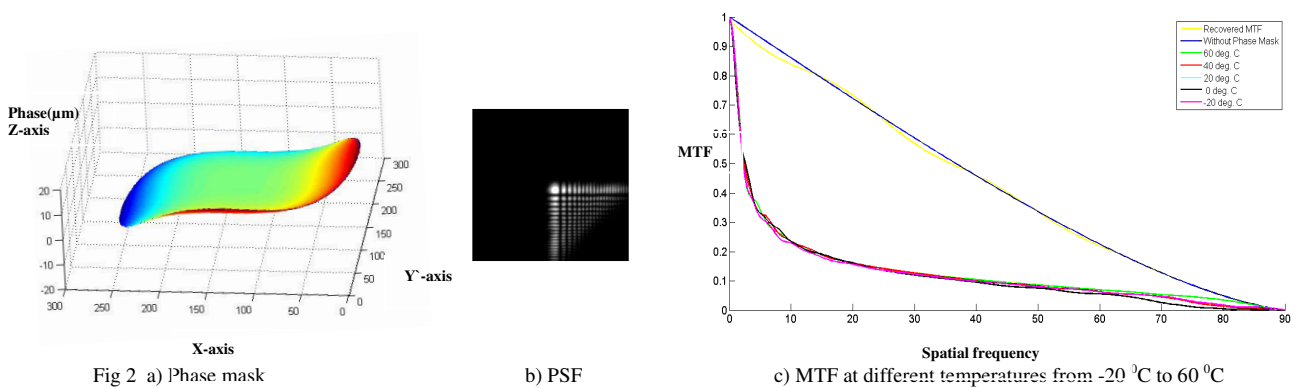 Phase(µm)
Z-axis
20
10
0
-10
-20
300
250
200
150
100
50
0
300
250
200
150
100
50
0
Y`-axis
X-axis
Fig 2 a) Phase mask
b) PSF
1
0.9
0.8
0.7
0.6
0.5
0.4
0.3
0.2
0.1
0
MTF
0
10
20
30
40
50
60
70
80
90
Spatial frequency
Recovered MTF
Without Phase Mask
60 deg. C
40 deg. C
20 deg. C
0 deg. C
-20 deg. C
c) MTF at different temperatures from -20 ⁰C to 60 ⁰C